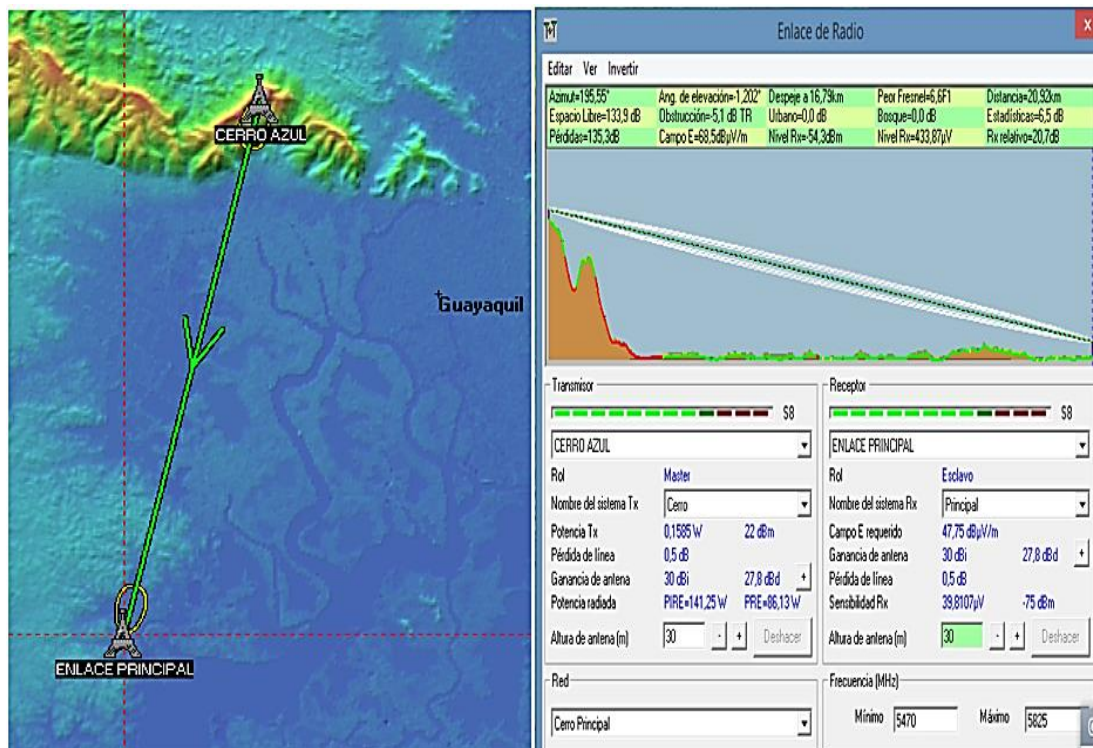 CERRO AZUL
Guayaquil
ENLACE PRINCIPAL
Enlace de Radio
Editar Ver Invertir
Azimut=195,55° Ang. de elevación=-1,202° Despeje a 16,79km Peor Fresnel=6,6F1 Distancia=20,92km
Espacio Libre=133,9 dB Obstrucción=-5,1 dB TR Urbano=0,0 dB Bosque=0,0 dB Estadísticas=6,5 dB
Pérdidas=135,3dB Campo E=68,5dBµV/m Nivel Rx=-54,3dBm Nivel Rx=433,87µV Rx relativo=20,7dB
Transmisor
S8
CERRO AZUL
Rol Master
Nombre del sistema Tx Cerro
Potencia Tx 0,1585 W 22 dBm
Pérdida de línea 0,5 dB
Ganancia de antena 30 dBi 27,8 dBd +
Potencia radiada PIRE=141,25 W PRE=86,13 W
Altura de antena (m) 30 - + Deshacer
Red
Cerro Principal
Receptor
S8
ENLACE PRINCIPAL
Rol Esclavo
Nombre del sistema Rx Principal
Campo E requerido 47,75 dBµV/m
Ganancia de antena 30 dBi 27,8 dBd +
Pérdida de línea 0,5 dB
Sensibilidad Rx 39,8107µV -75 dBm
Altura de antena (m) 30 - + Deshacer
Frecuencia (MHz)
Mínimo 5470 Máximo 5825